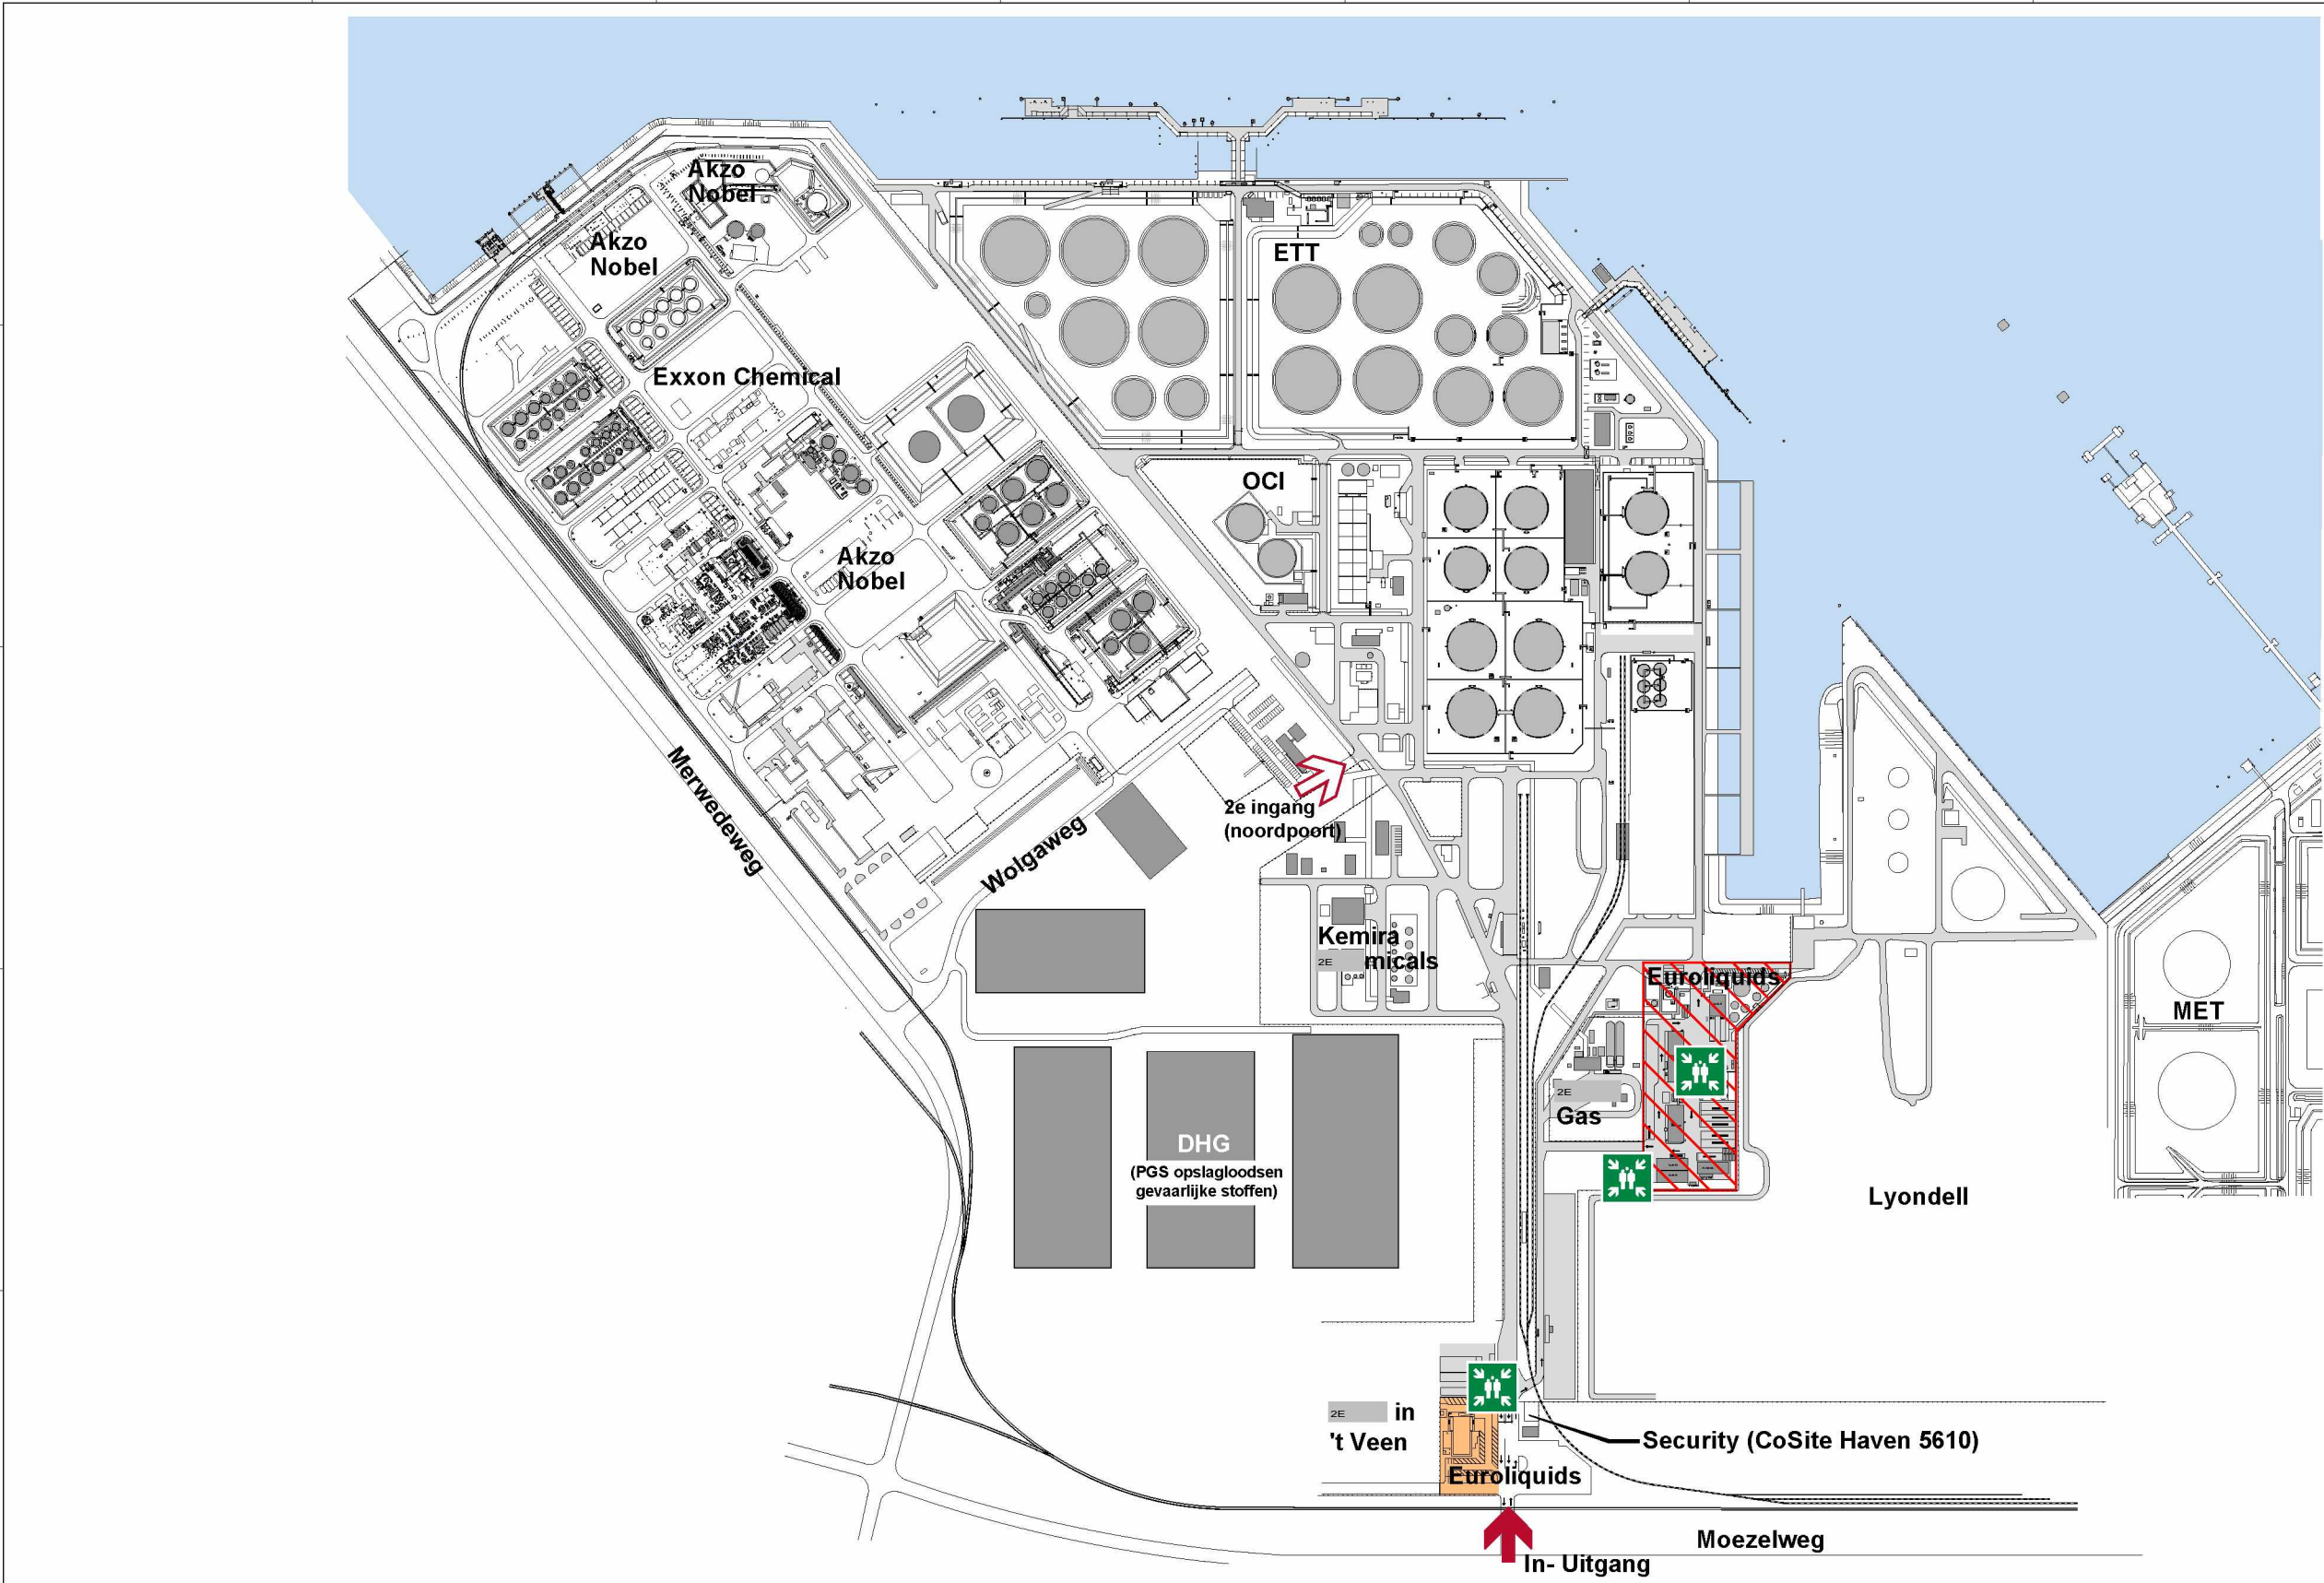 Akzo
Nobel
Akzo
Nobel
ETT
Exxon Chemical
OCI
Akzo
Nobel
Merwedeweg
2e ingang
(noordpoort)
Wolgaweg
Kemira
2E micals
Euroliquids
MET
2E
Gas
DHG
(PGS opslagloodsen
gevaarlijke stoffen)
Lyondell
2E in
't Veen
Security (CoSite Haven 5610)
Euroliquids
Moezelweg
In- Uitgang